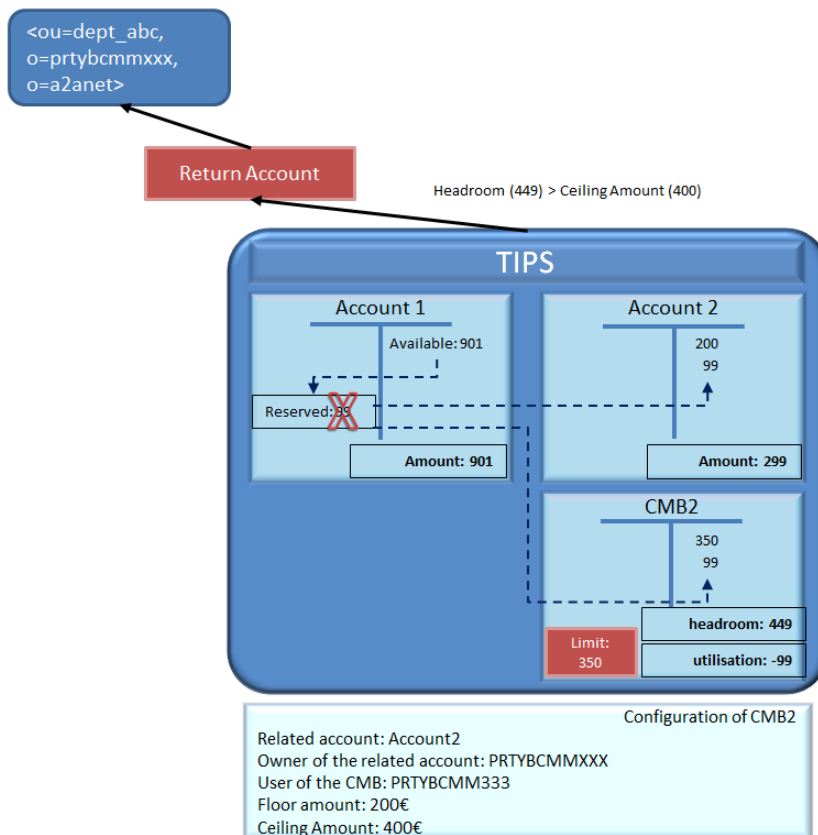 <ou=dept_abc,
o=prtybcmmxxx,
o=a2anet>
Return Account
Headroom (449) > Ceiling Amount (400)
TIPS
Account 1
Available: 901
Reserved: 99
Amount: 901
Account 2
200
99
Amount: 299
CMB2
350
99
headroom: 449
Limit:
350
utilisation: -99
Configuration of CMB2
Related account: Account2
Owner of the related account: PRTYBCMMXXX
User of the CMB: PRTYBCMM333
Floor amount: 200€
Ceiling Amount: 400€